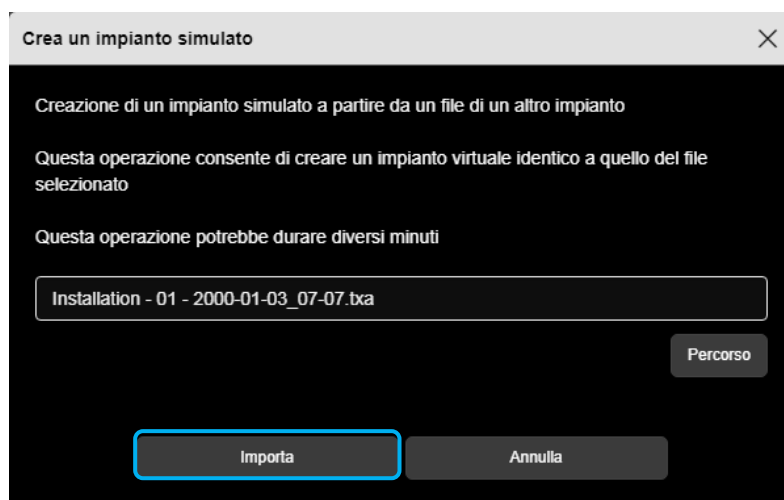 Crea un impianto simulato
Creazione di un impianto simulato a partire da un file di un altro impianto
Questa operazione consente di creare un impianto virtuale identico a quello del file
selezionato
Questa operazione potrebbe durare diversi minuti
Installation - 01 - 2000-01-03_07-07.txa
Percorso
Importa
Annulla